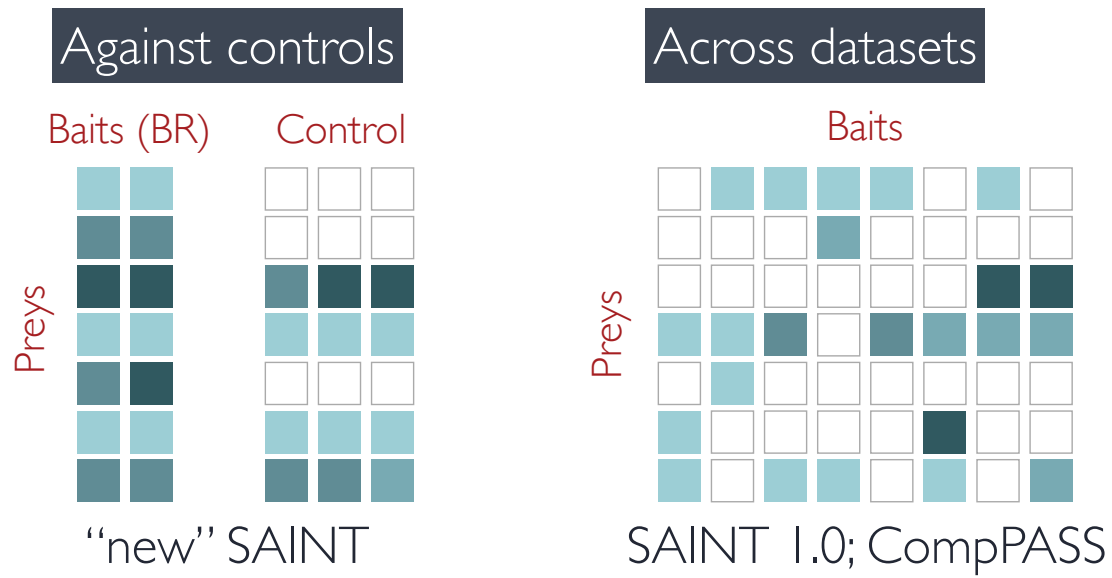 Against controls
Across datasets
Baits (BR)
Control
Baits
Preys
Preys
“new” SAINT
SAINT 1.0; CompPASS